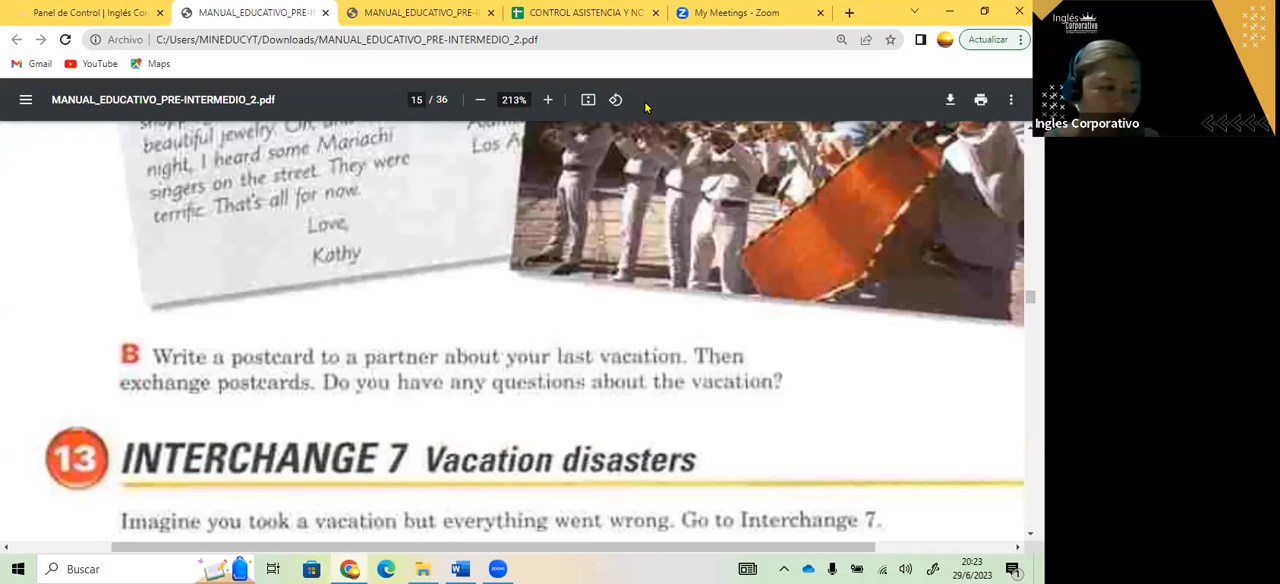 Panel de Control | Inglés Cor
MANUAL_EDUCATIVO_PRE-I
MANUAL_EDUCATIVO_PRE-I
CONTROL ASISTENCIA Y NO
My Meetings - Zoom
Archivo
C:/Users/MINEDUCYT/Downloads/MANUAL_EDUCATIVO_PRE-INTERMEDIO_2.pdf
Actualizar
Gmail
YouTube
Maps
MANUAL_EDUCATIVO_PRE-INTERMEDIO_2.pdf
15 / 36
213%
Inglés
Corporativo
Ingles Corporativo
beautiful jewelry.
night, I heard some Mariachi
singers on the street. They were
terrific. That's all for now.
Love,
Kathy
Los A
B Write a postcard to a partner about your last vacation. Then
exchange postcards. Do you have any questions about the vacation?
13 INTERCHANGE 7 Vacation disasters
Imagine you took a vacation but everything went wrong. Go to Interchange 7.
Buscar
20:23
29/6/2023